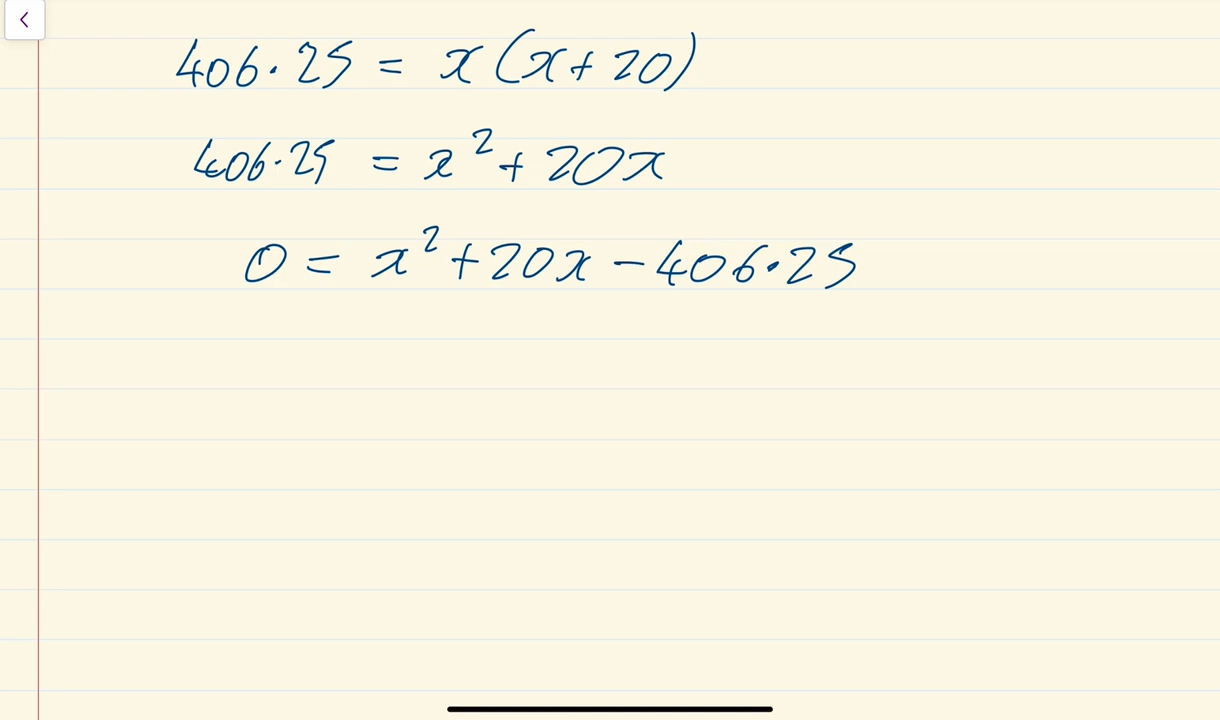 406·25 = x(x+20)
406·25 = x²+20x
0 = x²+20x-406·25